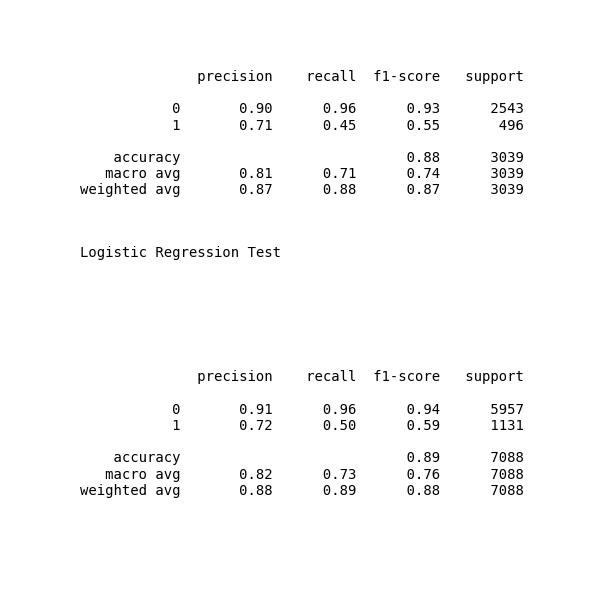 precision recall f1-score support
0 0.90 0.96 0.93 2543
1 0.71 0.45 0.55 496
accuracy 0.88 3039
macro avg 0.81 0.71 0.74 3039
weighted avg 0.87 0.88 0.87 3039
Logistic Regression Test
precision recall f1-score support
0 0.91 0.96 0.94 5957
1 0.72 0.50 0.59 1131
accuracy 0.89 7088
macro avg 0.82 0.73 0.76 7088
weighted avg 0.88 0.89 0.88 7088